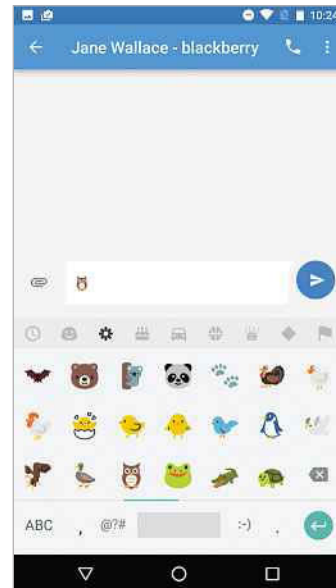 10:24
Jane Wallace - blackberry
ABC , @?# :-) .